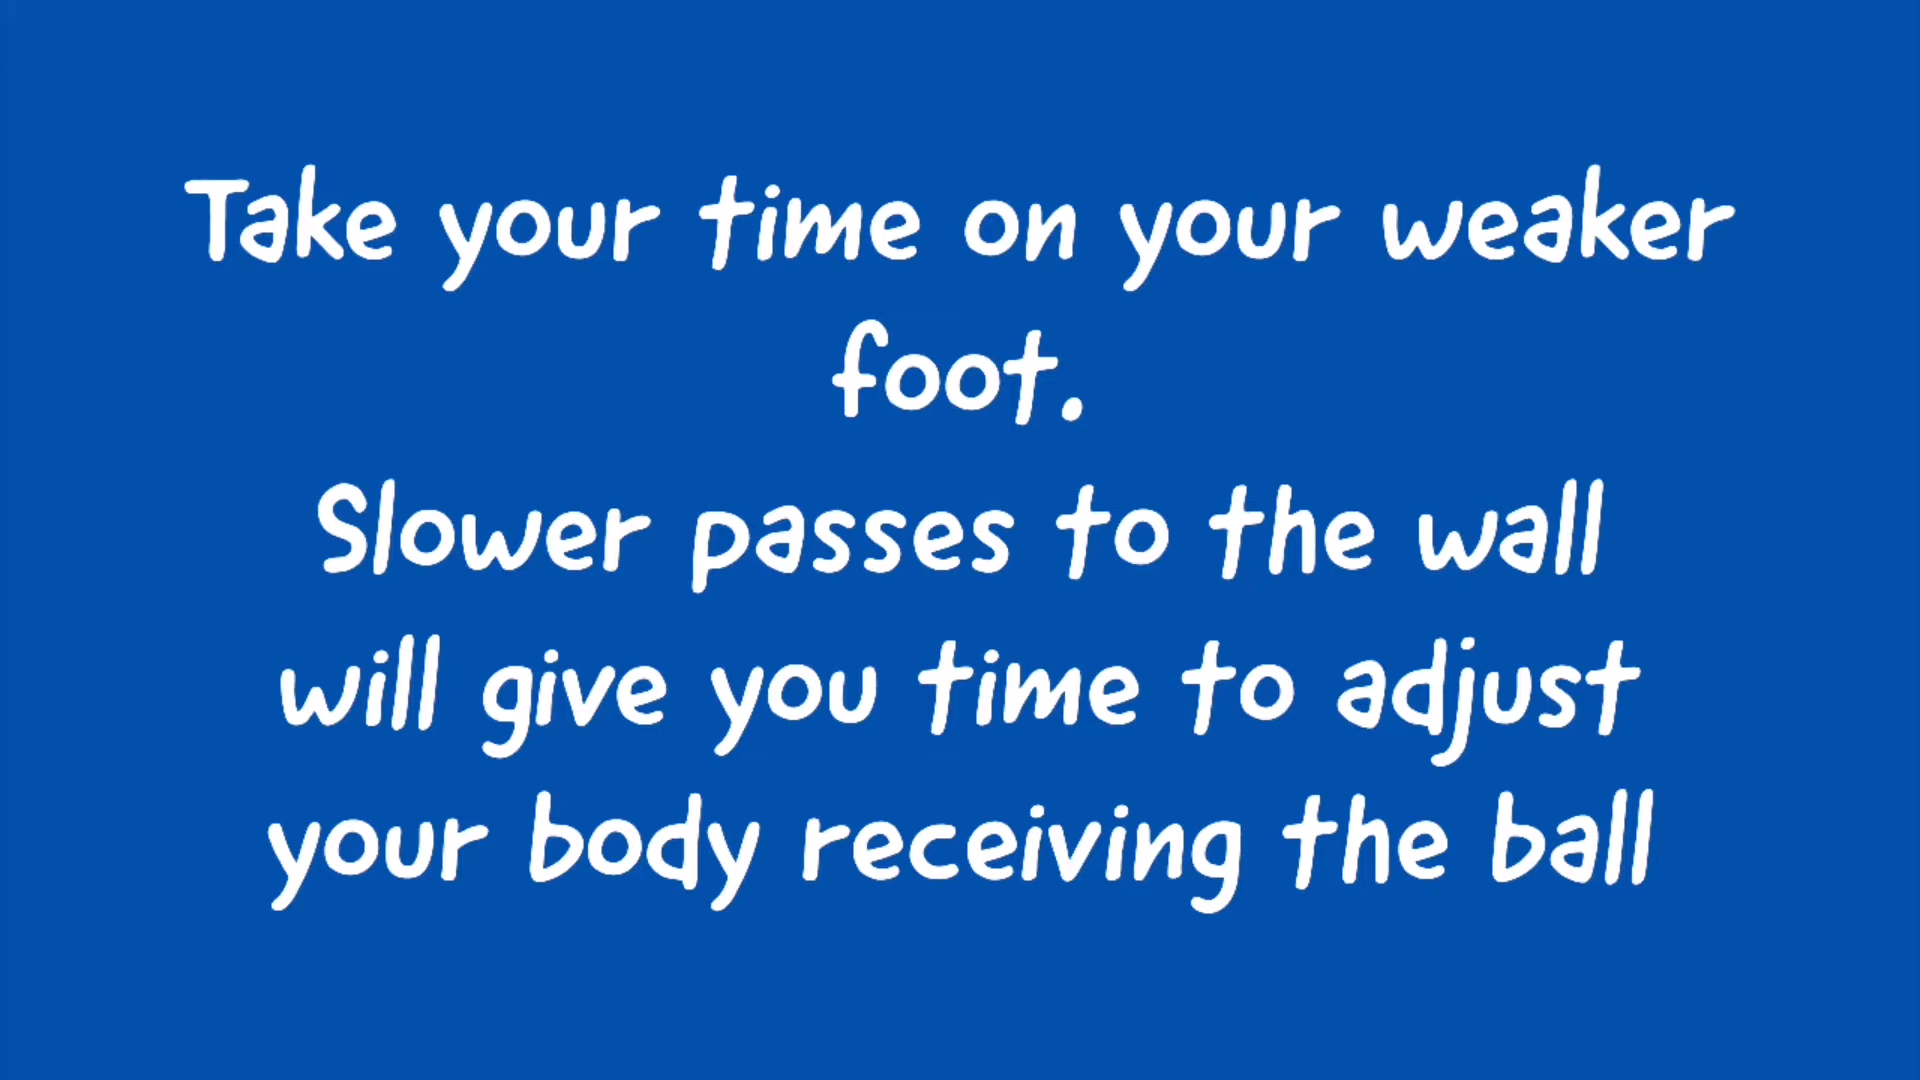 Take your time on your weaker
foot.
Slower passes to the wall
will give you time to adjust
your body receiving the ball